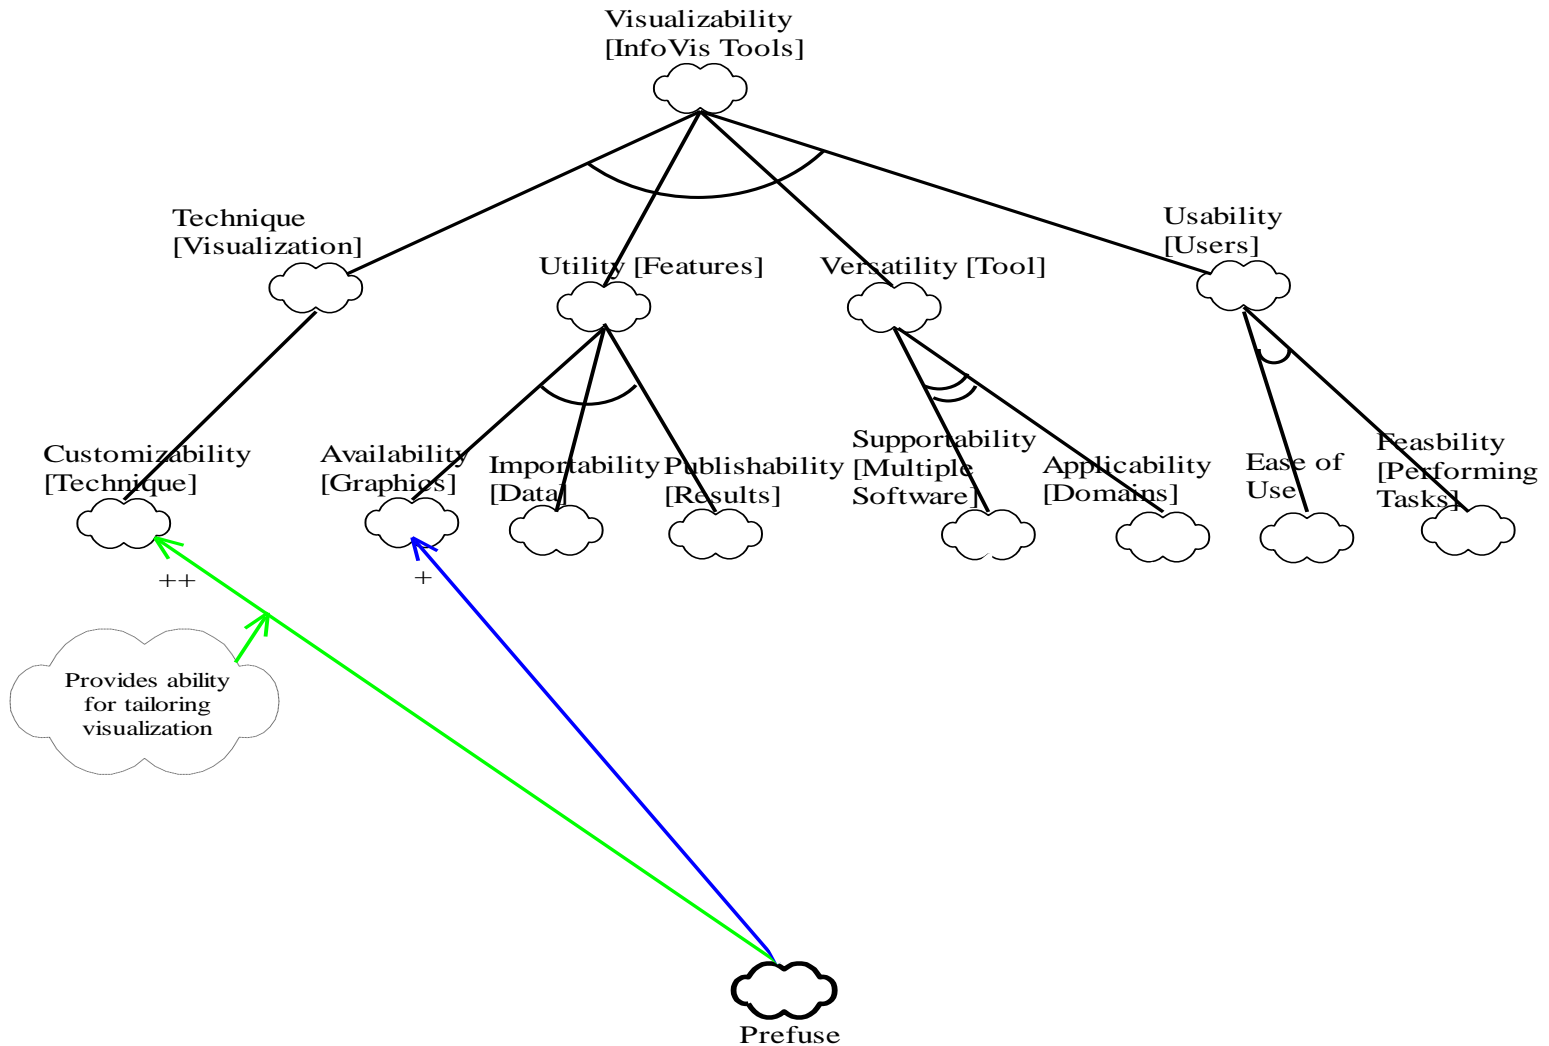 Visualizability
[InfoVis Tools]
Technique
[Visualization]
Utility [Features]
Versatility [Tool]
Usability
[Users]
Customizability
[Technique]
Availability
[Graphics]
Importability
[Data]
Publishability
[Results]
Supportability
[Multiple
Software]
Applicability
[Domains]
Ease of
Use
Feasbility
[Performing
Tasks]
++
+
Provides ability
for tailoring
visualization
Prefuse